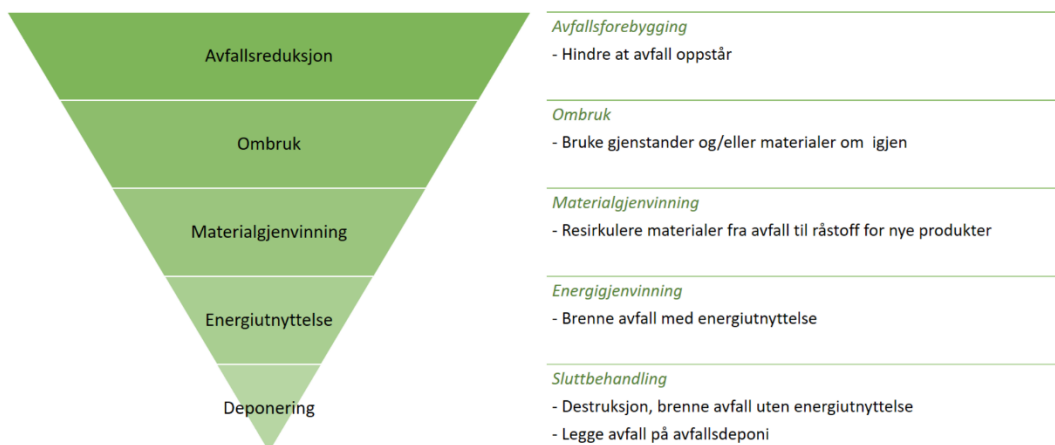 Avfallsreduksjon
Avfallsforebygging
- Hindre at avfall oppstår
Ombruk
Ombruk
- Bruke gjenstander og/eller materialer om  igjen
Materialgjenvinning
Materialgjenvinning
- Resirkulere materialer fra avfall til råstoff for nye produkter
Energiutnyttelse
Energigjenvinning
- Brenne avfall med energiutnyttelse
Deponering
Sluttbehandling
- Destruksjon, brenne avfall uten energiutnyttelse
- Legge avfall på avfallsdeponi